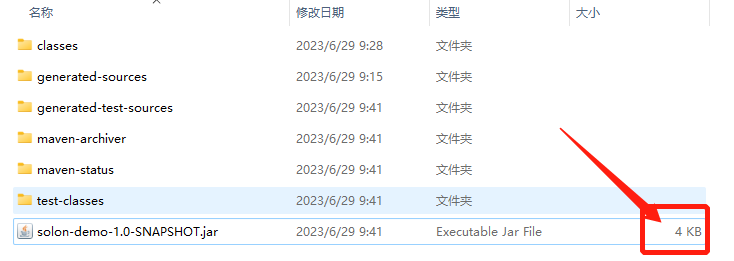 名称 修改日期 类型 大小
classes 2023/6/29 9:28 文件夹
generated-sources 2023/6/29 9:15 文件夹
generated-test-sources 2023/6/29 9:41 文件夹
maven-archiver 2023/6/29 9:41 文件夹
maven-status 2023/6/29 9:41 文件夹
test-classes 2023/6/29 9:41 文件夹
solon-demo-1.0-SNAPSHOT.jar 2023/6/29 9:41 Executable Jar File 4 KB